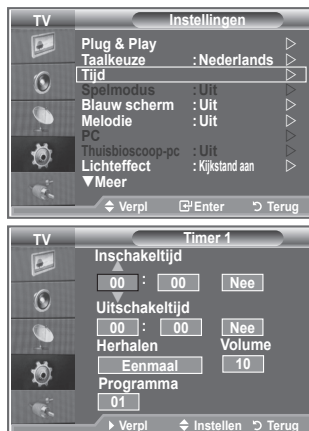 TV Instellingen
Plug & Play
Taalkeuze : Nederlands
Tijd
Spelmodus : Uit
Blauw scherm : Uit
Melodie : Uit
PC
Thuisbioscoop-pc : Uit
Lichteffect : Kijkstand aan
▼Meer
Verpl Enter Terug
TV Timer 1
Inschakeltijd
00 : 00 Nee
Uitschakeltijd
00 : 00 Nee
Herhalen Volume
Eenmaal 10
Programma
01
Verpl Instellen Terug